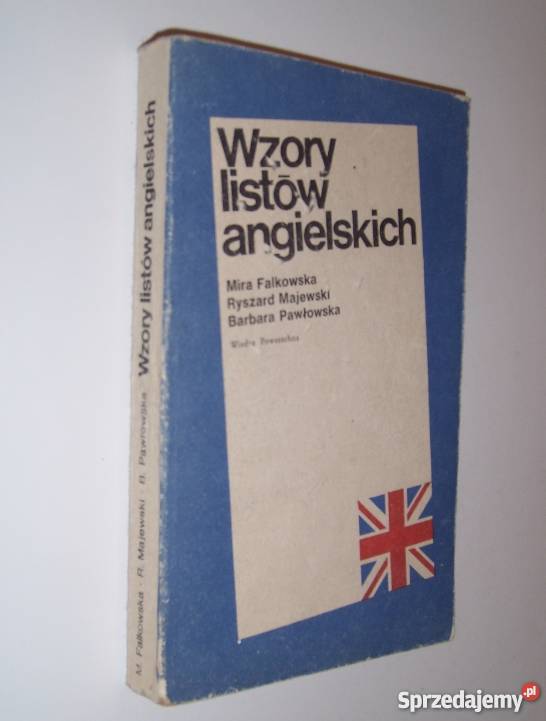 Wzory
listów
angielskich
Mira Falkowska
Ryszard Majewski
Barbara Pawłowska
Wiedza Powszechna
M. Falkowska · R. Majewski · B. Pawłowska Wzory listów angielskich
Sprzedajemy.pl